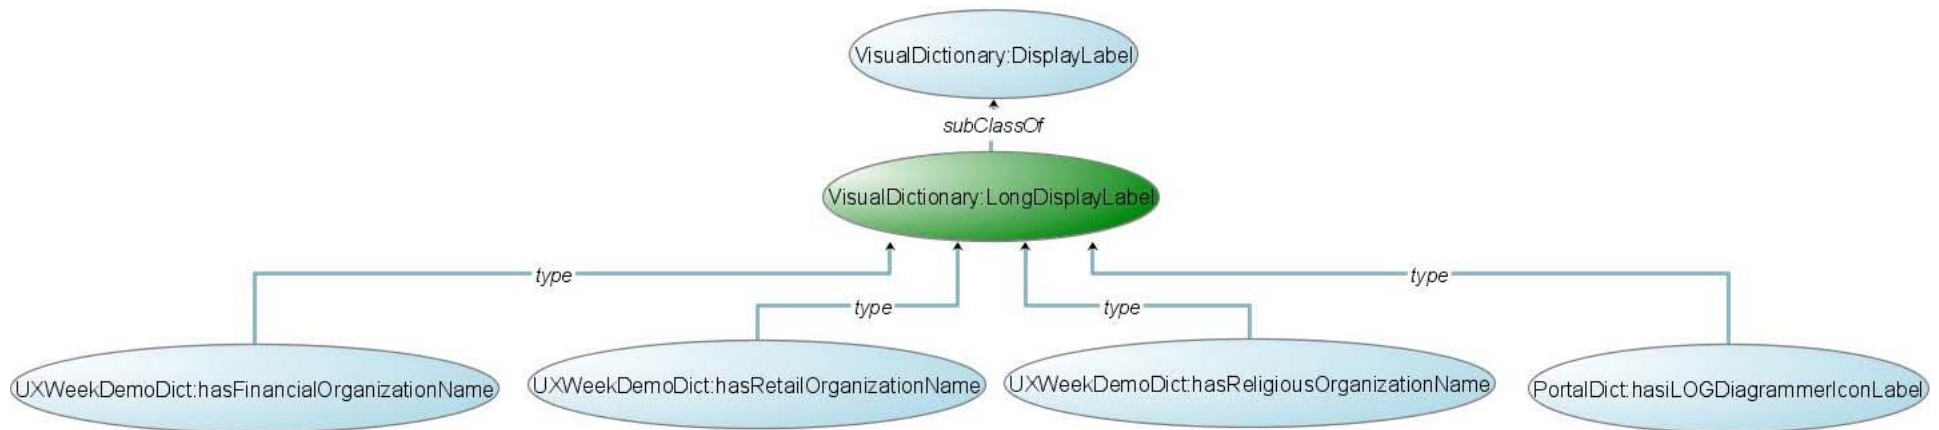 VisualDictionary:DisplayLabel
subClassOf
VisualDictionary:LongDisplayLabel
type
type
type
type
UXWeekDemoDict:hasFinancialOrganizationName
UXWeekDemoDict:hasRetailOrganizationName
UXWeekDemoDict:hasReligiousOrganizationName
PortalDict:hasiLOGDiagrammerIconLabel